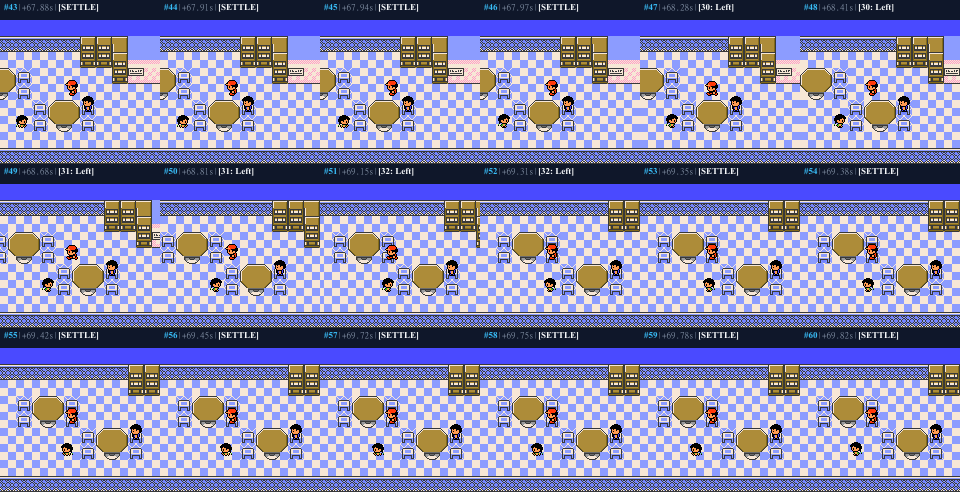 #43|+67.88s|[SETTLE]
#44|+67.91s|[SETTLE]
#45|+67.94s|[SETTLE]
#46|+67.97s|[SETTLE]
#47|+68.28s|[30: Left]
#48|+68.41s|[30: Left]
#49|+68.68s|[31: Left]
#50|+68.81s|[31: Left]
#51|+69.15s|[32: Left]
#52|+69.31s|[SETTLE]
#53|+69.35s|[SETTLE]
#54|+69.38s|[SETTLE]
#55|+69.42s|[SETTLE]
#56|+69.45s|[SETTLE]
#57|+69.72s|[SETTLE]
#58|+69.75s|[SETTLE]
#59|+69.78s|[SETTLE]
#60|+69.82s|[SETTLE]